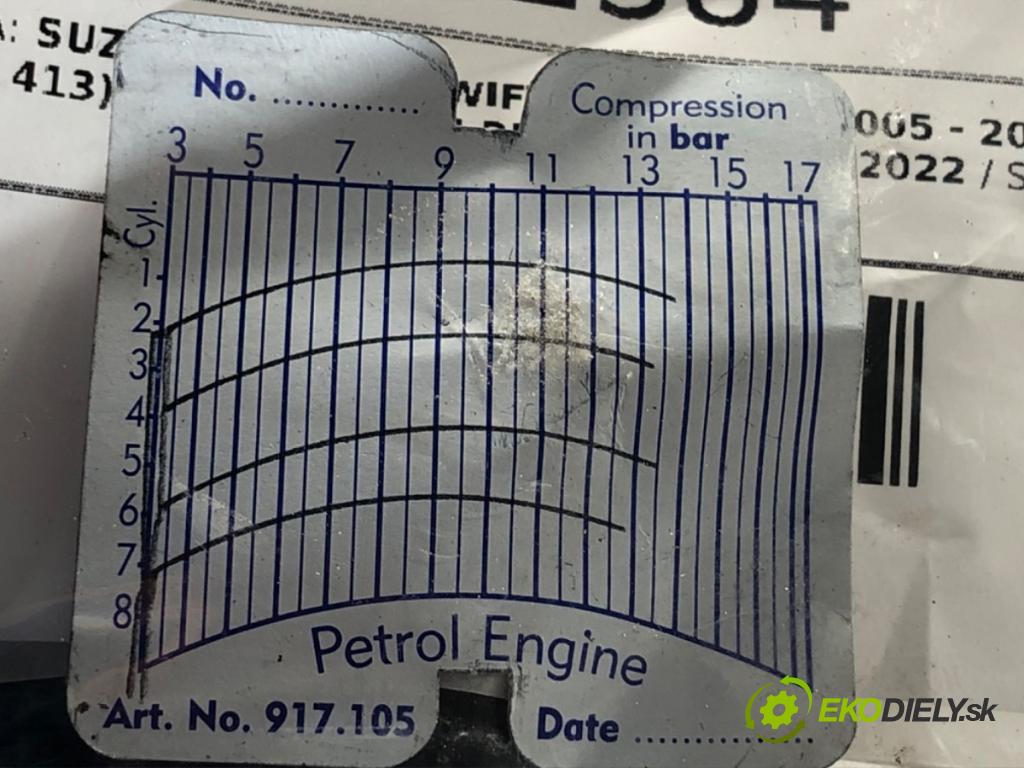 SUZ
413)
005 - 20
2022 / S
No. ..............
Compression
in bar
3 5 7 9 11 13 15 17
Cyl.
1
2
3
4
5
6
7
8
Petrol Engine
Art. No. 917.105
Date ..................
EKODIELY.sk